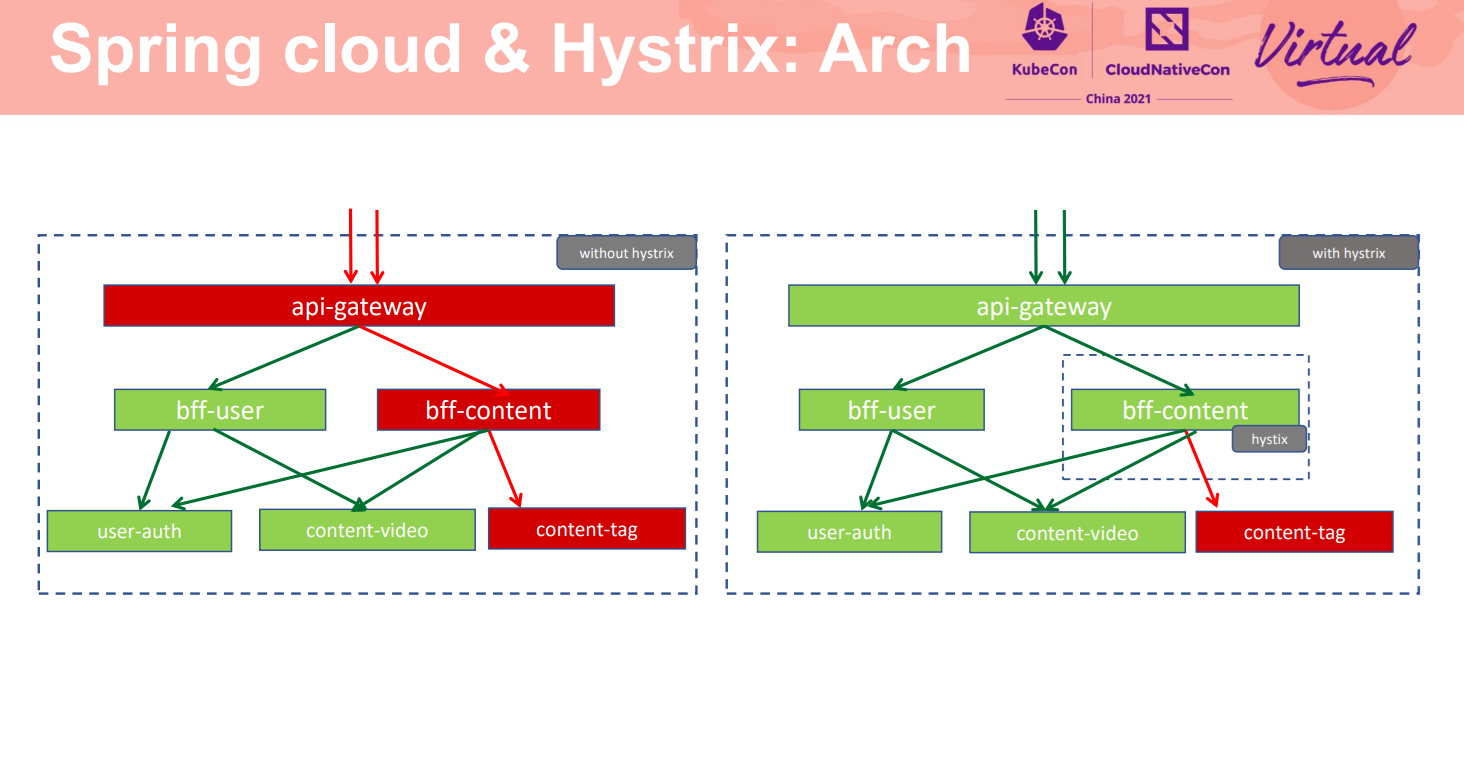 Spring cloud & Hystrix: Arch
KubeCon
CloudNativeCon
China 2021
Virtual
without hystrix
api-gateway
bff-user
bff-content
user-auth
content-video
content-tag
with hystrix
api-gateway
bff-user
bff-content
hystix
user-auth
content-video
content-tag